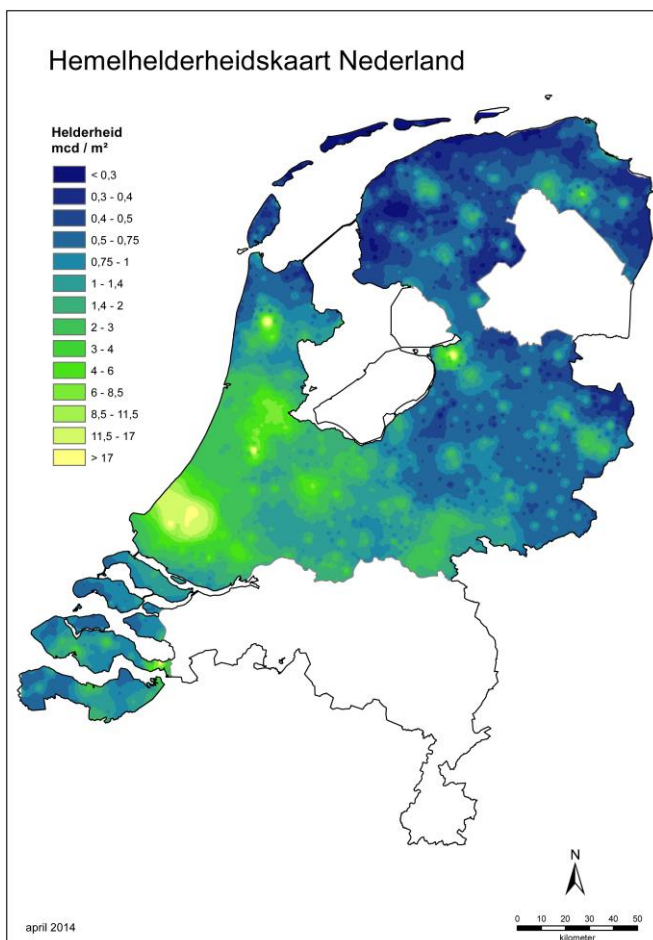 Hemelhelderheidskaart Nederland
Helderheid
mcd / m²
< 0,3
0,3 - 0,4
0,4 - 0,5
0,5 - 0,75
0,75 - 1
1 - 1,4
1,4 - 2
2 - 3
3 - 4
4 - 6
6 - 8,5
8,5 - 11,5
11,5 - 17
> 17
N
april 2014
0 10 20 30 40 50
kilometer